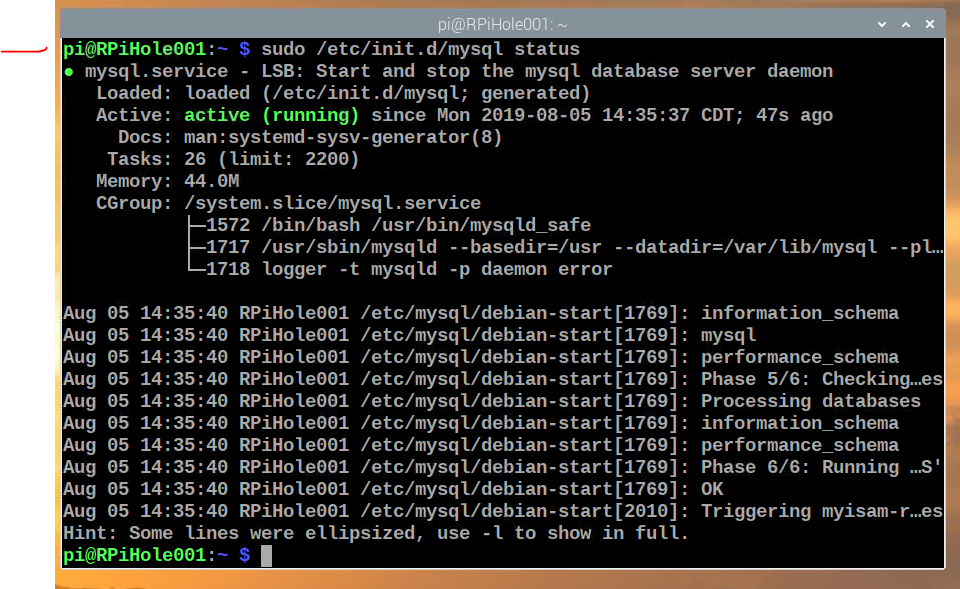 pi@RPiHole001: ~
pi@RPiHole001:~ $ sudo /etc/init.d/mysql status
● mysql.service - LSB: Start and stop the mysql database server daemon
Loaded: loaded (/etc/init.d/mysql; generated)
Active: active (running) since Mon 2019-08-05 14:35:37 CDT; 47s ago
Docs: man:systemd-sysv-generator(8)
Tasks: 26 (limit: 2200)
Memory: 44.0M
CGroup: /system.slice/mysql.service
├─1572 /bin/bash /usr/bin/mysqld_safe
├─1717 /usr/sbin/mysqld --basedir=/usr --datadir=/var/lib/mysql --pl…
└─1718 logger -t mysqld -p daemon error
Aug 05 14:35:40 RPiHole001 /etc/mysql/debian-start[1769]: information_schema
Aug 05 14:35:40 RPiHole001 /etc/mysql/debian-start[1769]: mysql
Aug 05 14:35:40 RPiHole001 /etc/mysql/debian-start[1769]: performance_schema
Aug 05 14:35:40 RPiHole001 /etc/mysql/debian-start[1769]: Phase 5/6: Checking…es
Aug 05 14:35:40 RPiHole001 /etc/mysql/debian-start[1769]: Processing databases
Aug 05 14:35:40 RPiHole001 /etc/mysql/debian-start[1769]: information_schema
Aug 05 14:35:40 RPiHole001 /etc/mysql/debian-start[1769]: performance_schema
Aug 05 14:35:40 RPiHole001 /etc/mysql/debian-start[1769]: Phase 6/6: Running …S'
Aug 05 14:35:40 RPiHole001 /etc/mysql/debian-start[1769]: OK
Aug 05 14:35:40 RPiHole001 /etc/mysql/debian-start[2010]: Triggering myisam-r…es
Hint: Some lines were ellipsized, use -l to show in full.
pi@RPiHole001:~ $